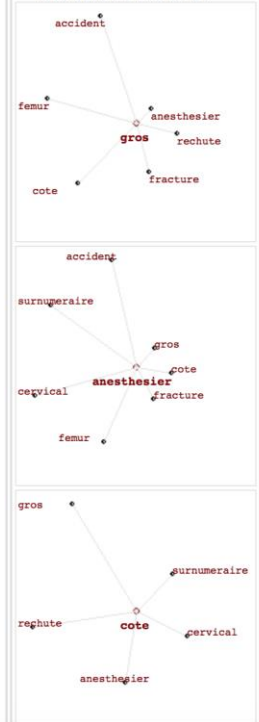 accident
femur
anesthesier
gros
rechute
fracture
cote
accident
surnumeraire
gros
cote
anesthesier
cervical
fracture
femur
gros
surnumeraire
rechute
cote
cervical
anesthesier